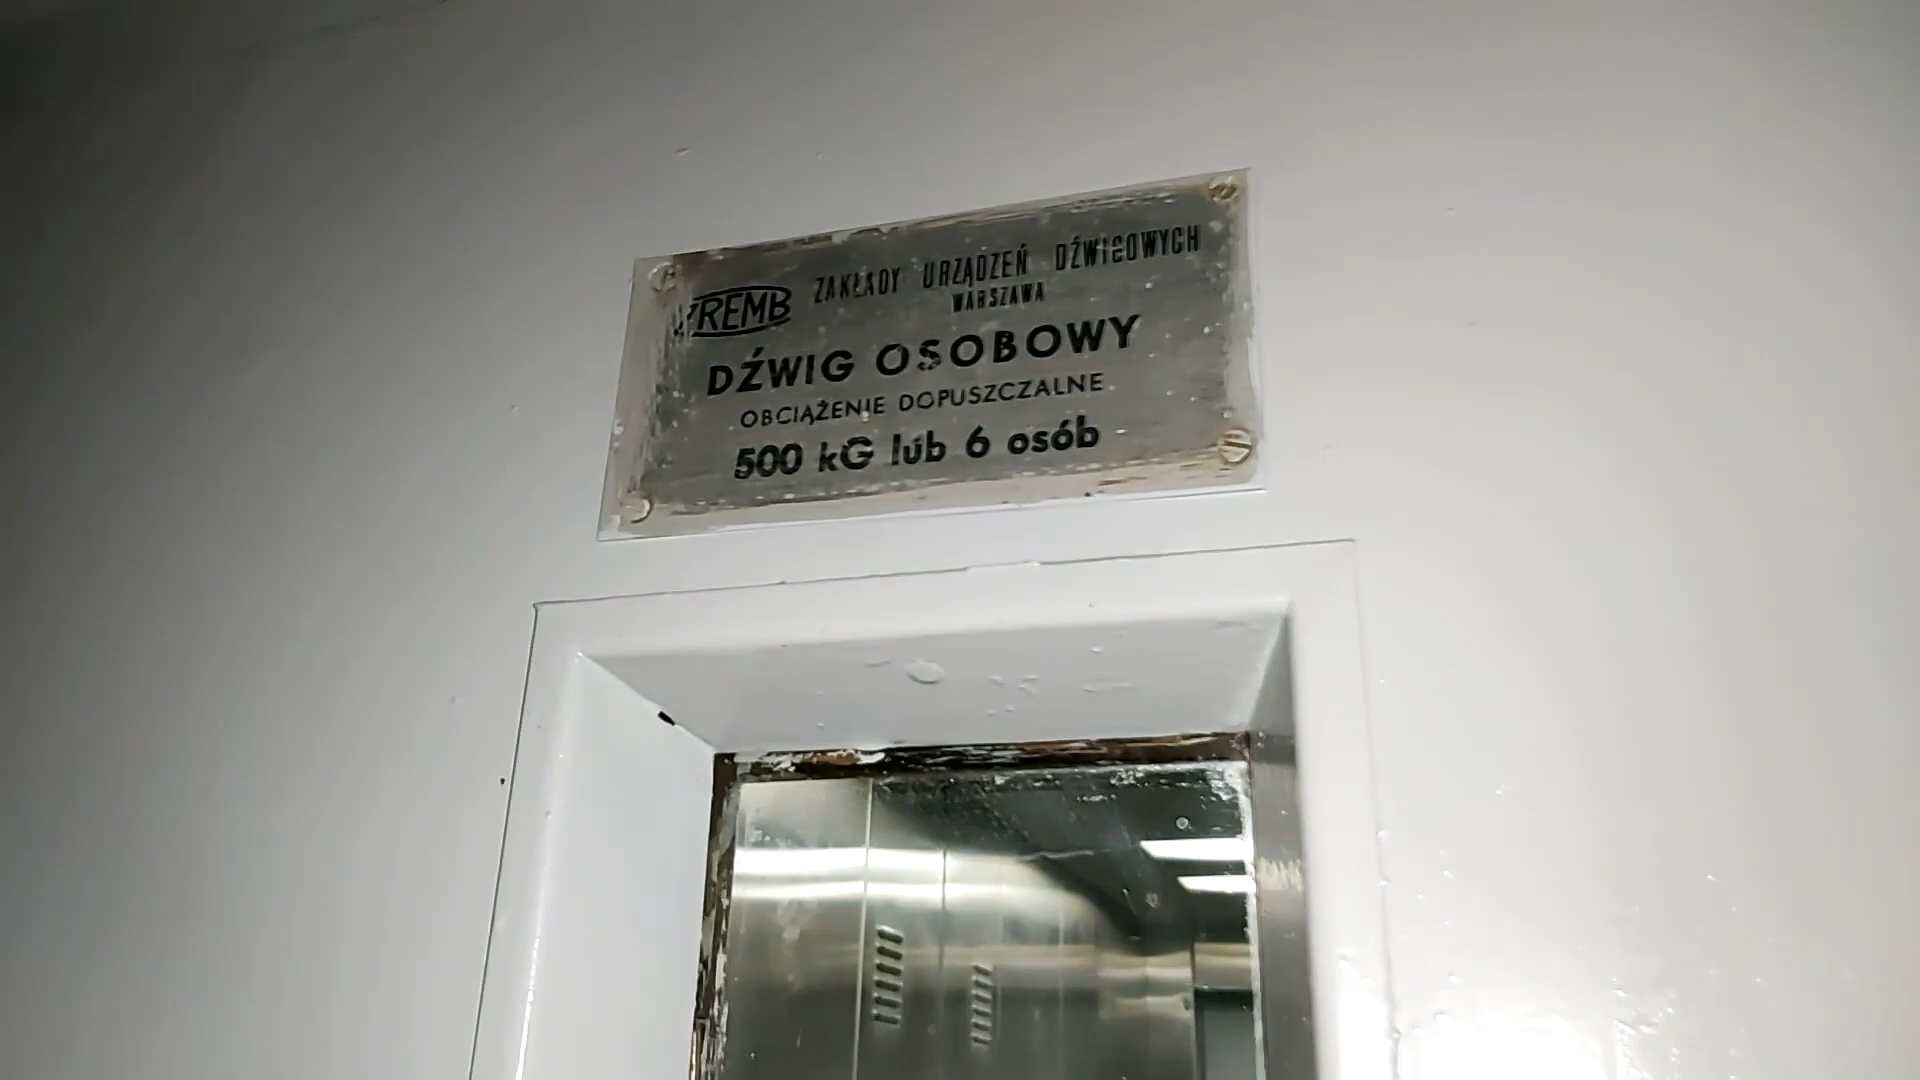 ZREMB ZAKŁADY URZĄDZEŃ DŹWIGOWYCH
WARSZAWA
DŹWIG OSOBOWY
OBCIĄŻENIE DOPUSZCZALNE
500 kG lub 6 osób